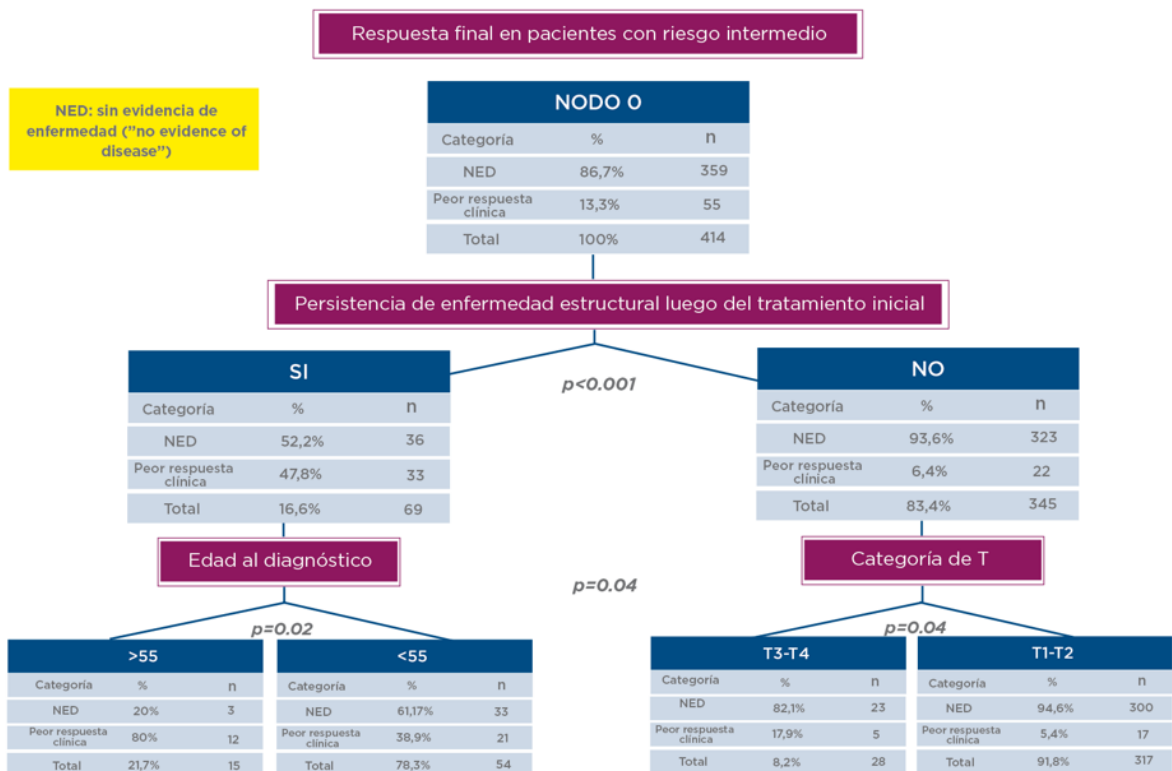 Respuesta final en pacientes con riesgo intermedio
NED: sin evidencia de
enfermedad ("no evidence of
disease")
NODO 0
Categoría % n
NED 86,7% 359
Peor respuesta
clínica 13,3% 55
Total 100% 414
Persistencia de enfermedad estructural luego del tratamiento inicial
p<0.001
SI
Categoría % n
NED 52,2% 36
Peor respuesta
clínica 47,8% 33
Total 16,6% 69
NO
Categoría % n
NED 93,6% 323
Peor respuesta
clínica 6,4% 22
Total 83,4% 345
Edad al diagnóstico
Categoría de T
p=0.04
p=0.02
p=0.04
>55
Categoría % n
NED 20% 3
Peor respuesta
clínica 80% 12
Total 21,7% 15
<55
Categoría % n
NED 61,17% 33
Peor respuesta
clínica 38,9% 21
Total 78,3% 54
T3-T4
Categoría % n
NED 82,1% 23
Peor respuesta
clínica 17,9% 5
Total 8,2% 28
T1-T2
Categoría % n
NED 94,6% 300
Peor respuesta
clínica 5,4% 17
Total 91,8% 317